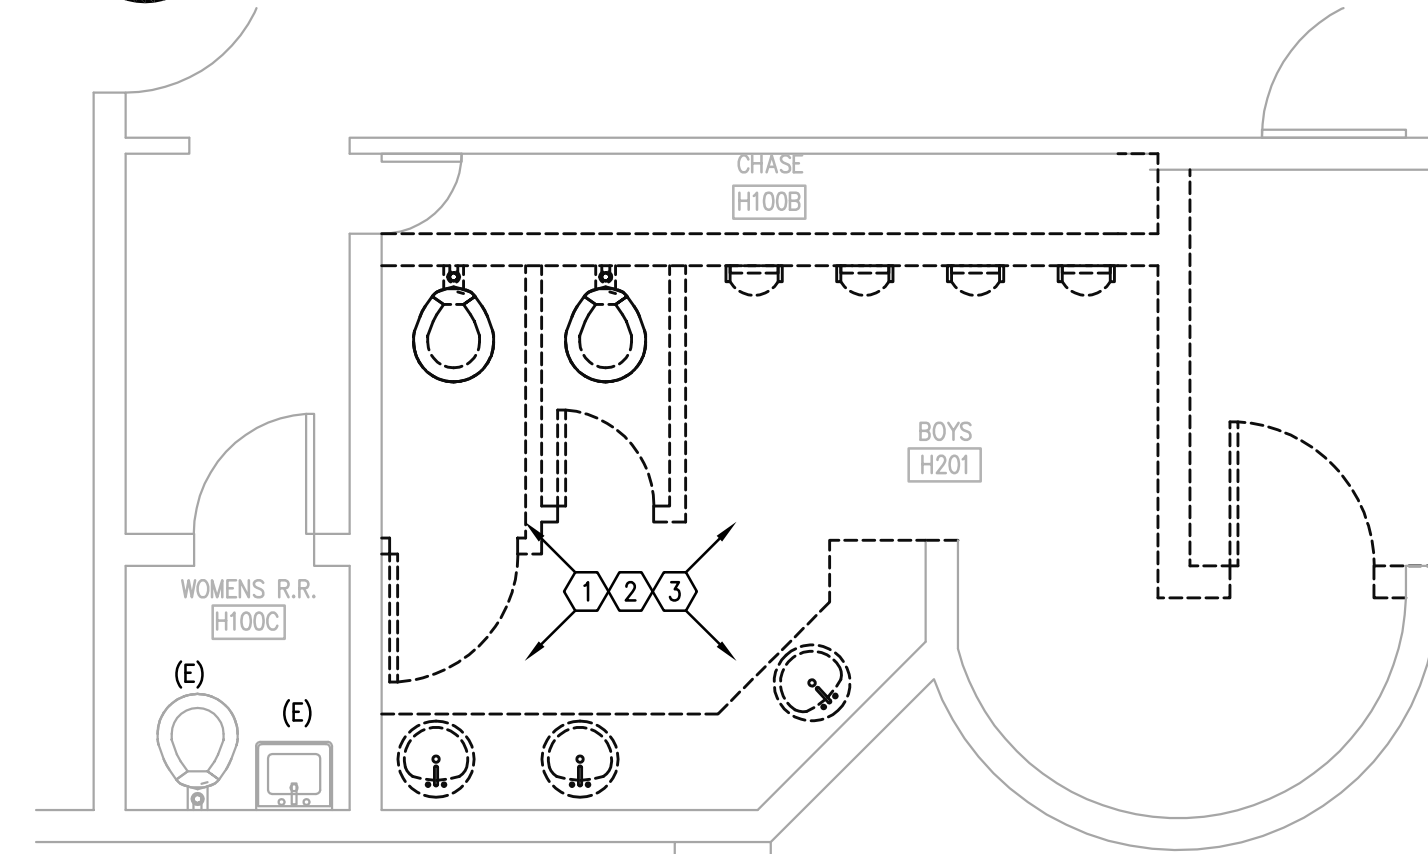 CHASE
H100B
BOYS
H201
1 2 3
WOMENS R.R.
H100C
(E)
(E)